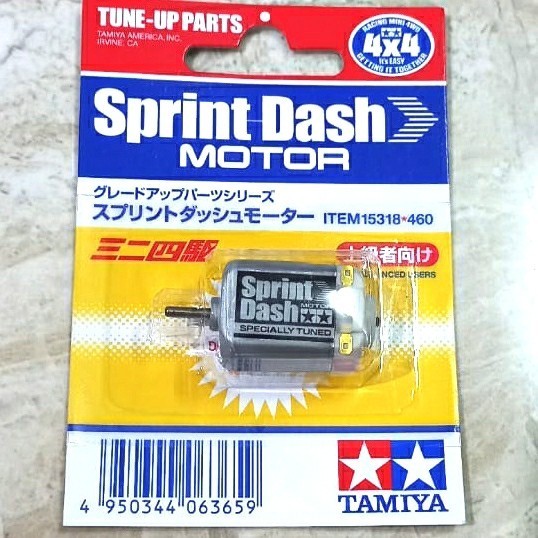 TUNE-UP PARTS
TAMIYA AMERICA, INC.
IRVINE, CA
RACING MINI 4WD
4x4
It's EASY
GETTING IT TOGETHER
Sprint Dash
MOTOR
グレードアップパーツシリーズ
スプリントダッシュモーター ITEM15318★460
ミニ四駆
上級者向け
USERS
Sprint
Dash
MOTOR
SPECIALLY TUNED
4 950344 063659
TAMIYA